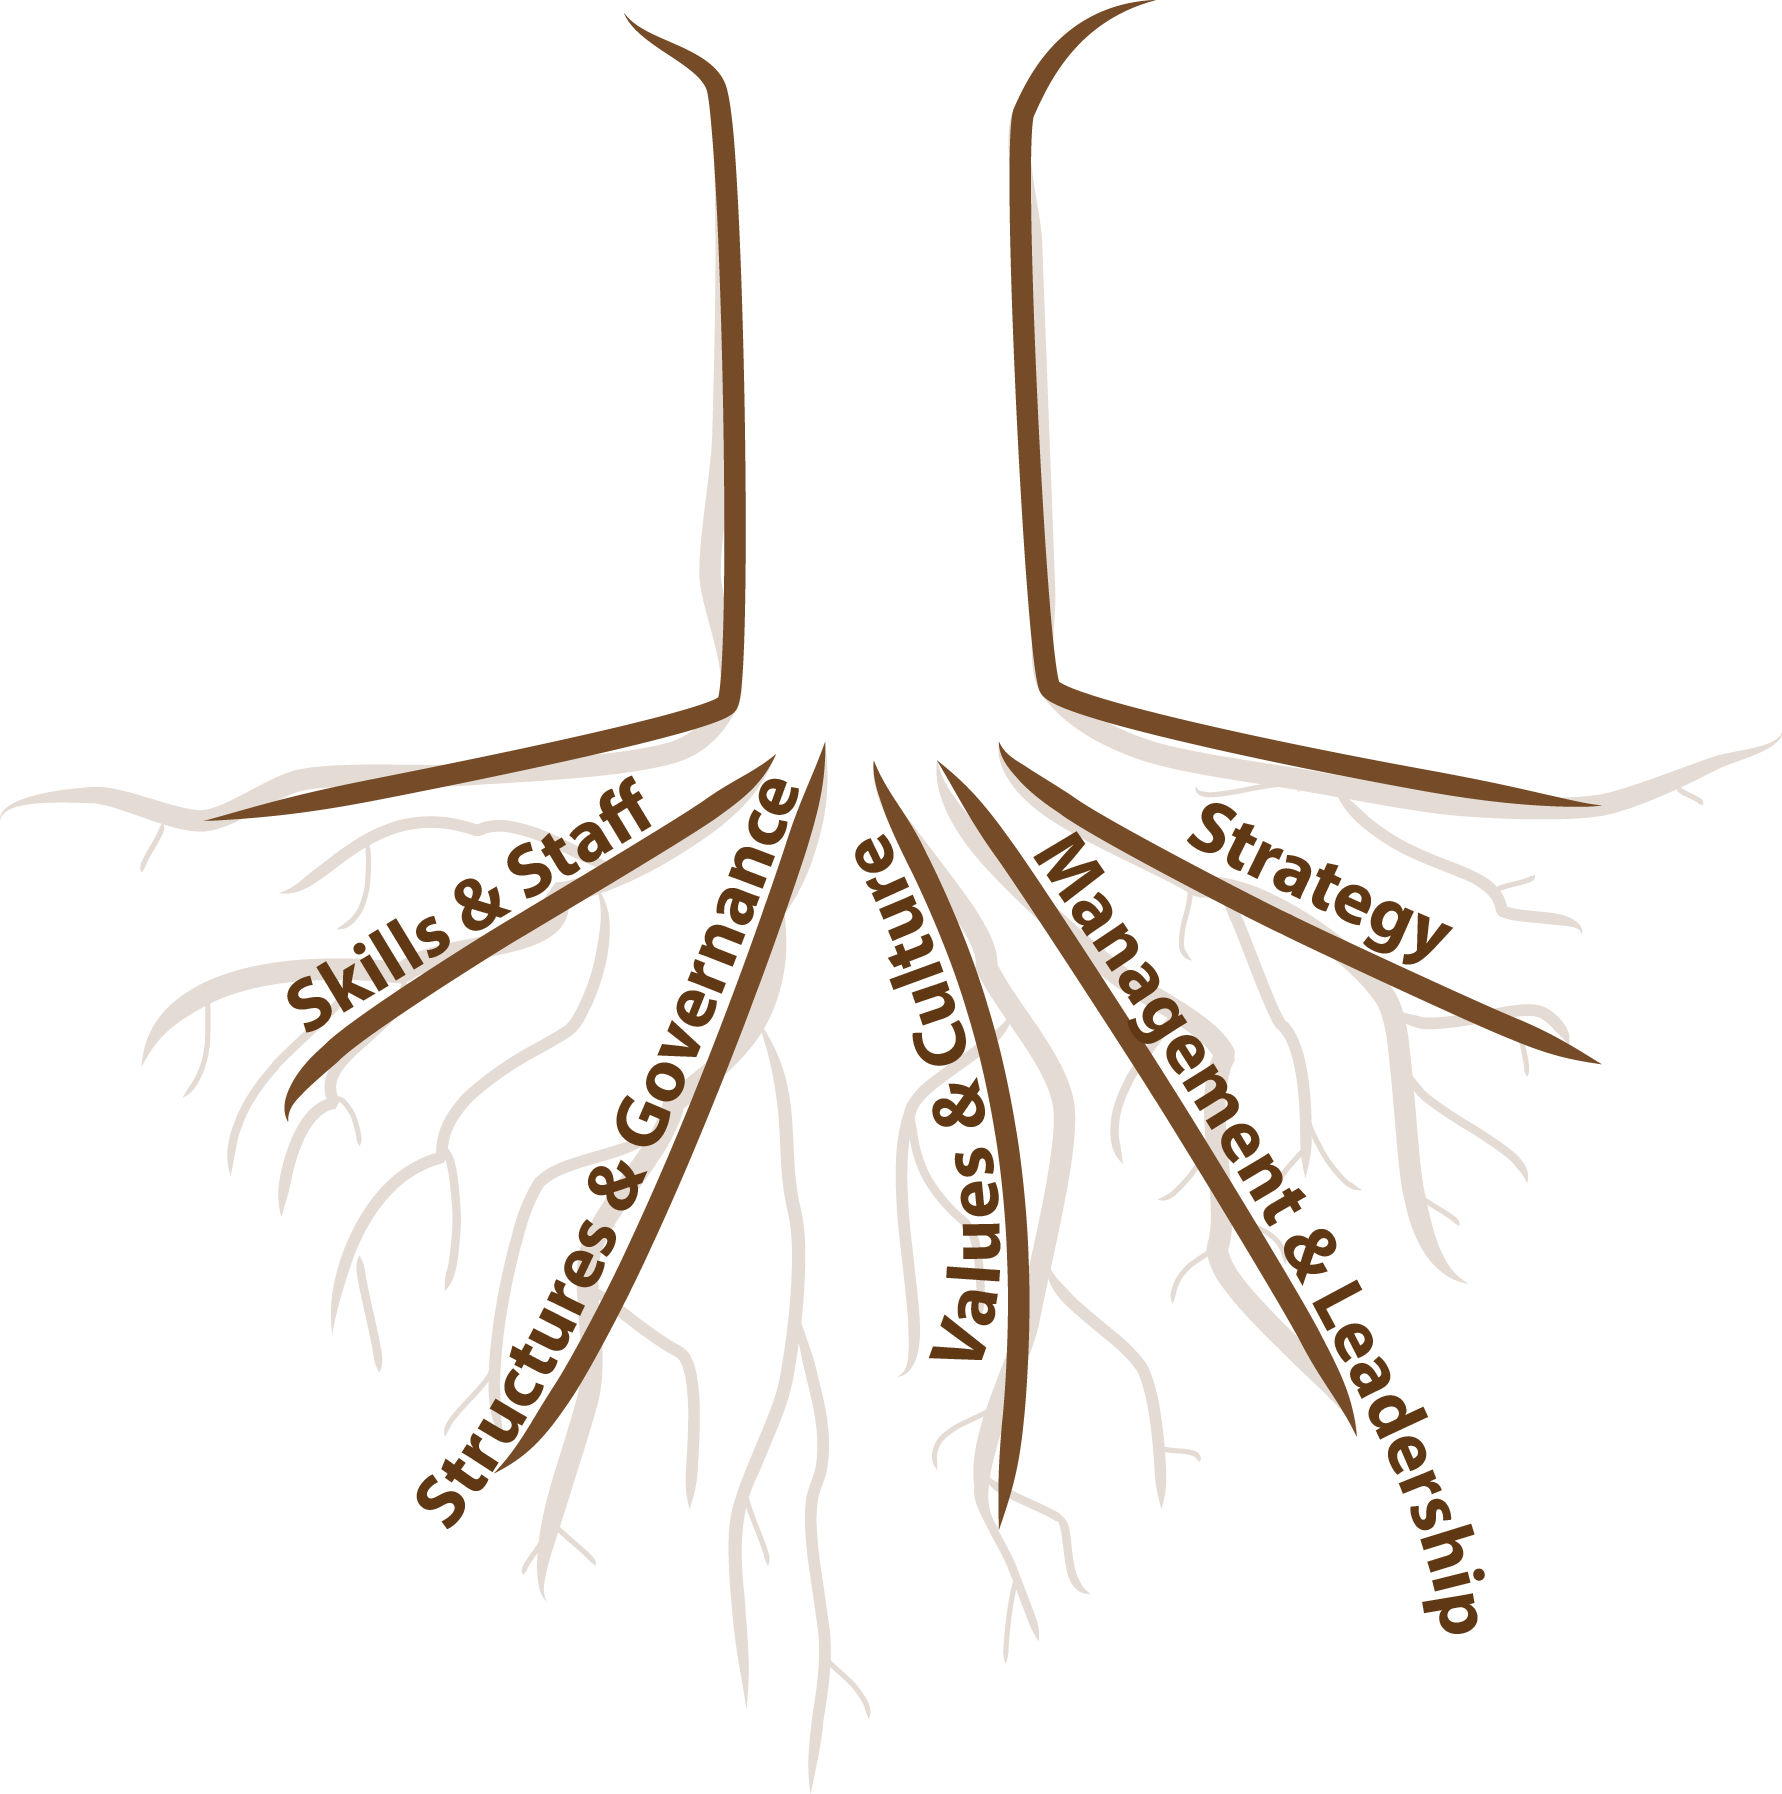 Skills & Staff
Structures & Governance
Values & Culture
Management & Leadership
Strategy